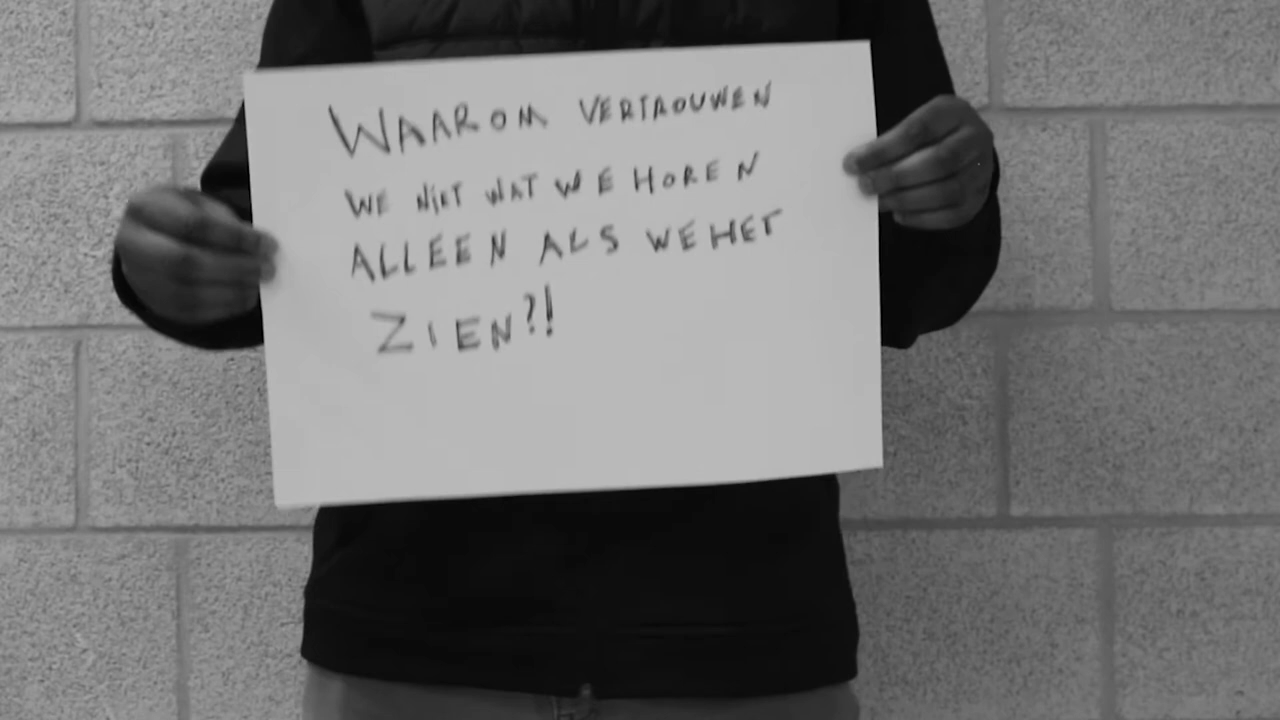 WAAROM VERTROUWEN
WE NIET WAT WE HOREN
ALLEEN ALS WE HET
ZIEN?!